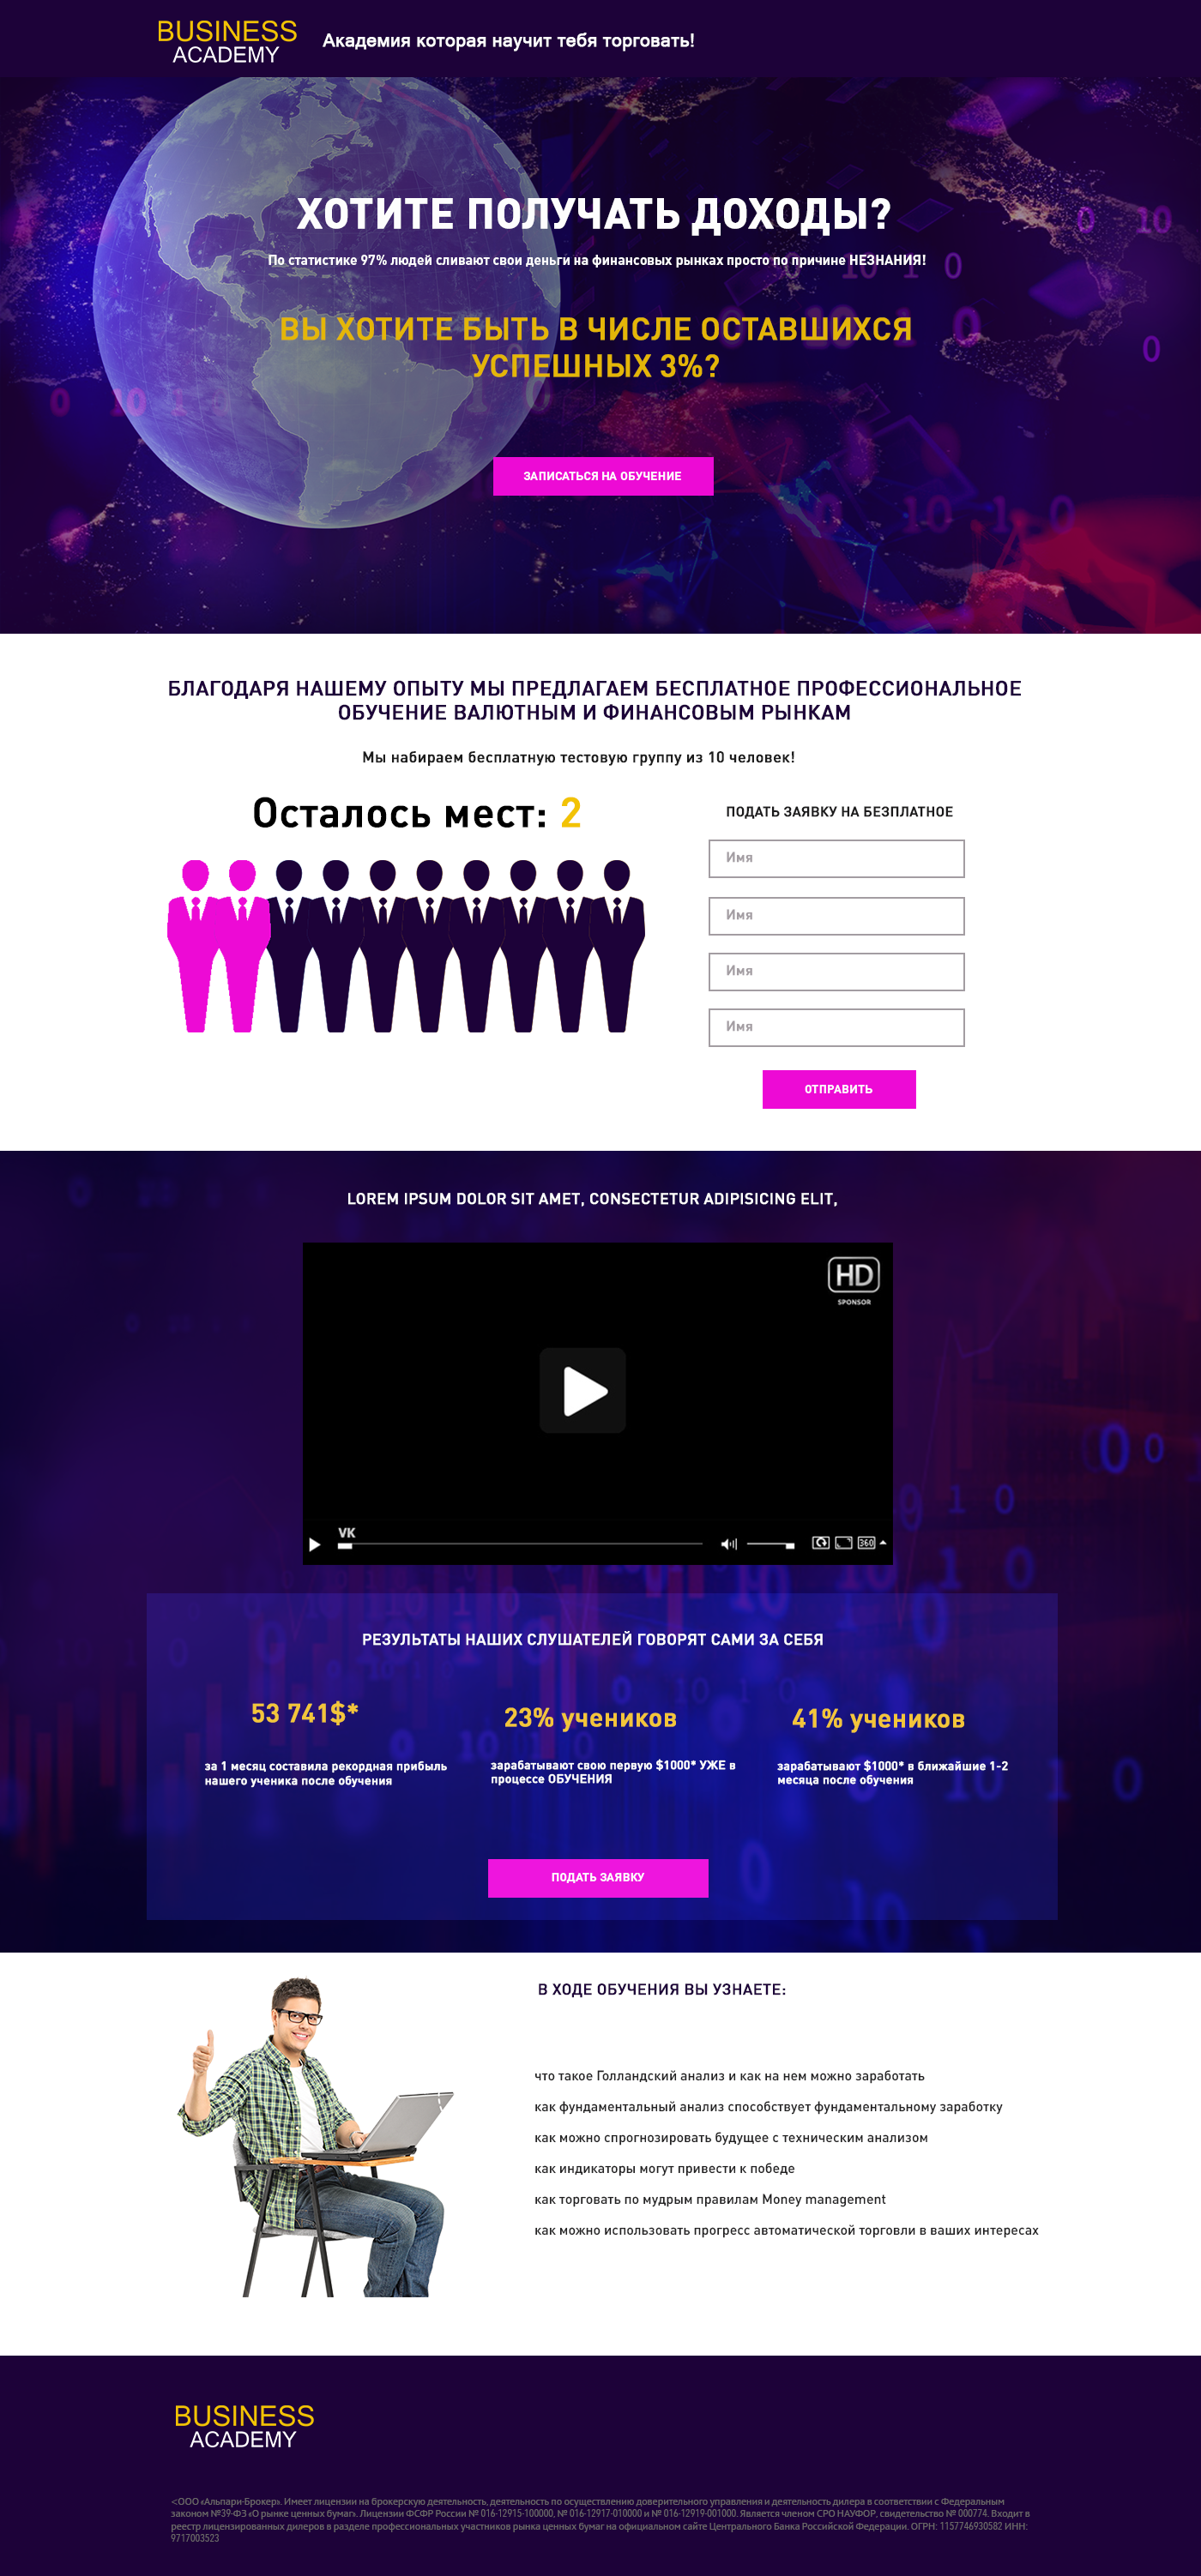 BUSINESS
ACADEMY
Академия которая научит тебя торговать!
ХОТИТЕ ПОЛУЧАТЬ ДОХОДЫ?
По статистике 97% людей сливают свои деньги на финансовых рынках просто по причине НЕЗНАНИЯ!
ВЫ ХОТИТЕ БЫТЬ В ЧИСЛЕ ОСТАВШИХСЯ
УСПЕШНЫХ 3%?
ЗАПИСАТЬСЯ НА ОБУЧЕНИЕ
БЛАГОДАРЯ НАШЕМУ ОПЫТУ МЫ ПРЕДЛАГАЕМ БЕСПЛАТНОЕ ПРОФЕССИОНАЛЬНОЕ
ОБУЧЕНИЕ ВАЛЮТНЫМ И ФИНАНСОВЫМ РЫНКАМ
Мы набираем бесплатную тестовую группу из 10 человек!
Осталось мест: 2
ПОДАТЬ ЗАЯВКУ НА БЕЗПЛАТНОЕ
Имя
Имя
Имя
Имя
ОТПРАВИТЬ
LOREM IPSUM DOLOR SIT AMET, CONSECTETUR ADIPISICING ELIT,
HD
SPONSOR
VK
360
РЕЗУЛЬТАТЫ НАШИХ СЛУШАТЕЛЕЙ ГОВОРЯТ САМИ ЗА СЕБЯ
53 741$*
за 1 месяц составила рекордная прибыль
нашего ученика после обучения
23% учеников
зарабатывают свою первую $1000* УЖЕ в
процессе ОБУЧЕНИЯ
41% учеников
зарабатывают $1000* в ближайшие 1-2
месяца после обучения
ПОДАТЬ ЗАЯВКУ
В ХОДЕ ОБУЧЕНИЯ ВЫ УЗНАЕТЕ:
что такое Голландский анализ и как на нем можно заработать
как фундаментальный анализ способствует фундаментальному заработку
как можно спрогнозировать будущее с техническим анализом
как индикаторы могут привести к победе
как торговать по мудрым правилам Money management
как можно использовать прогресс автоматической торговли в ваших интересах
BUSINESS
ACADEMY
<ООО «Альпари-Брокер». Имеет лицензии на брокерскую деятельность, деятельность по осуществлению доверительного управления и деятельность дилера в соответствии с Федеральным
законом №39-ФЗ «О рынке ценных бумаг». Лицензии ФСФР России № 016-12915-100000, № 016-12917-010000 и № 016-12919-001000. Является членом СРО НАУФОР, свидетельство № 000774. Входит в
реестр лицензированных дилеров в разделе профессиональных участников рынка ценных бумаг на официальном сайте Центрального Банка Российской Федерации. ОГРН: 1157746930582 ИНН:
9717003523